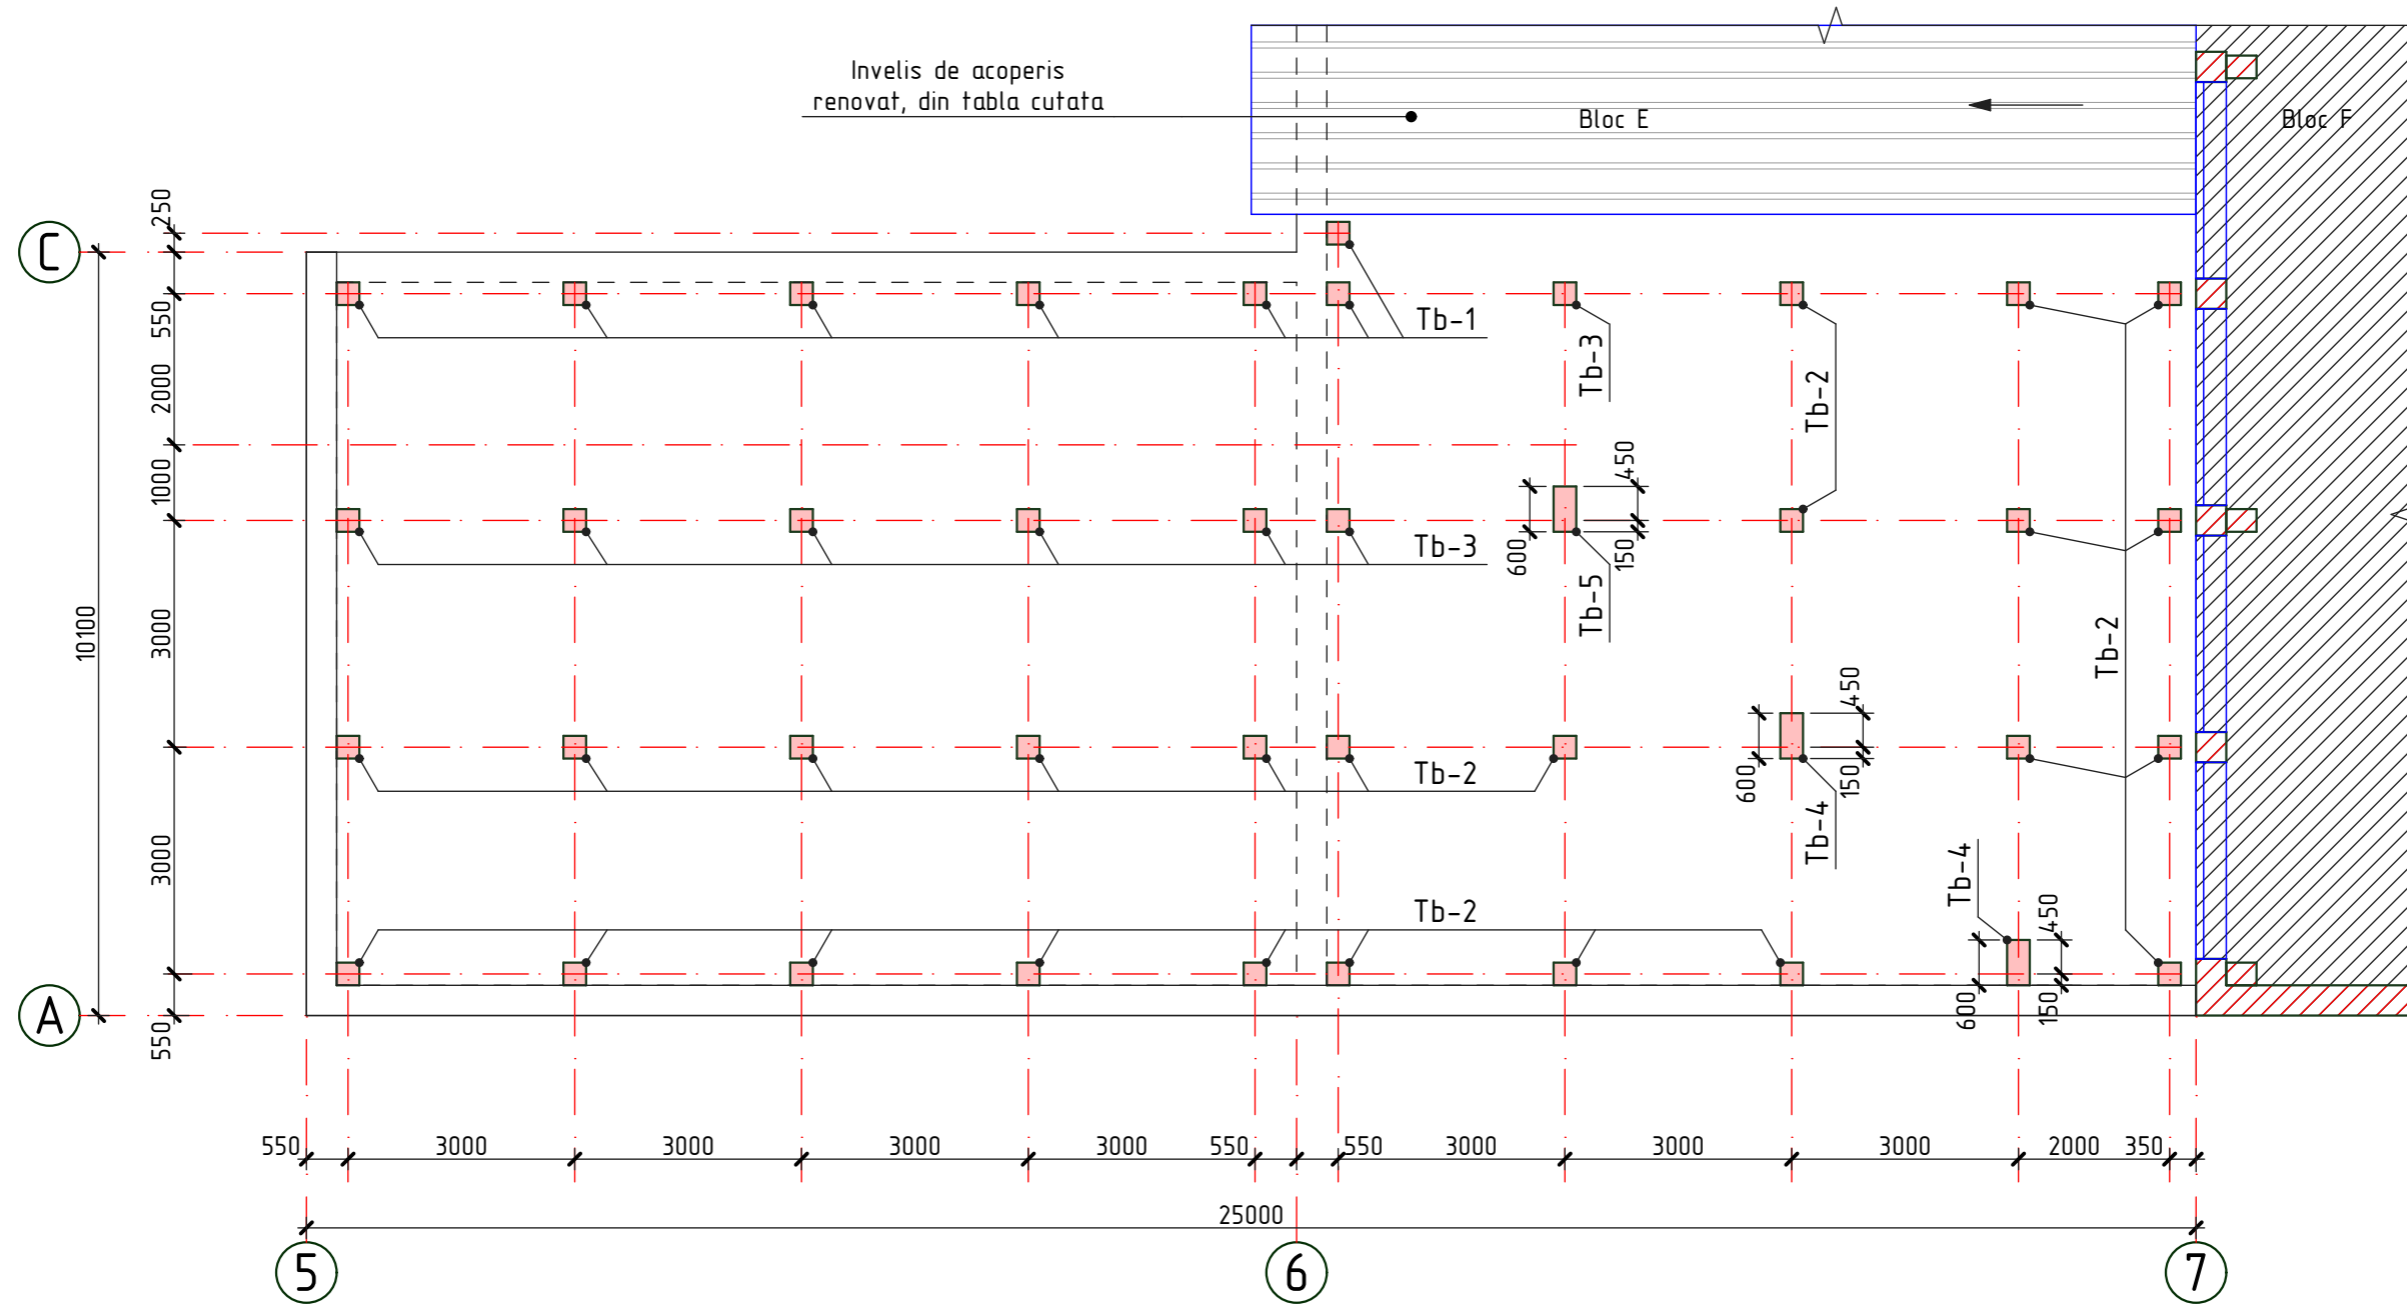 Invelis de acoperis
renovat, din tabla cutata
Bloc E
Bloc F
C
250
550
2000
1000
3000
3000
550
10100
A
Tb-1
Tb-3
Tb-2
Tb-3
600
450
150
Tb-5
Tb-2
Tb-2
600
450
150
Tb-4
Tb-4
Tb-2
600
450
150
550
3000
3000
3000
3000
550
550
3000
3000
3000
2000
350
25000
5
6
7